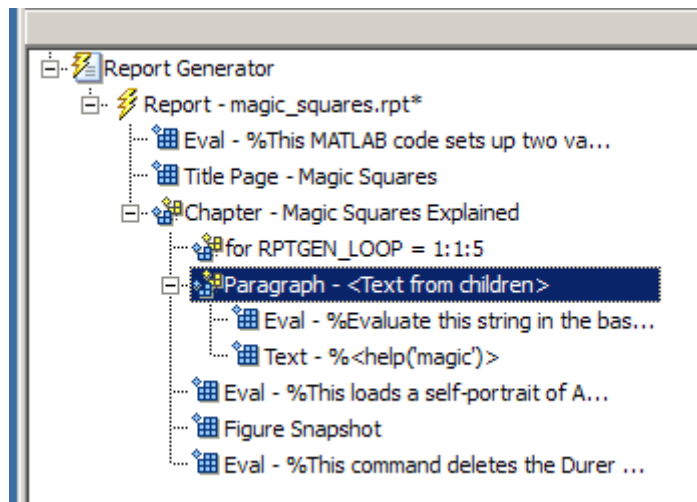 Report Generator
Report - magic_squares.rpt*
Eval - %This MATLAB code sets up two va...
Title Page - Magic Squares
Chapter - Magic Squares Explained
for RPTGEN_LOOP = 1:1:5
Paragraph - <Text from children>
Eval - %Evaluate this string in the bas...
Text - %<help('magic')>
Eval - %This loads a self-portrait of A...
Figure Snapshot
Eval - %This command deletes the Durer ...